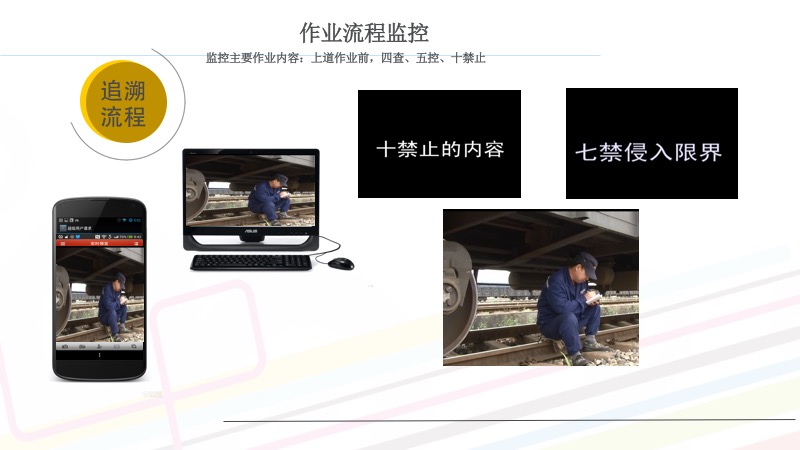 作业流程监控
监控主要作业内容：上道作业前，四查、五控、十禁止
追溯
流程
十禁止的内容
七禁侵入限界
ASUS